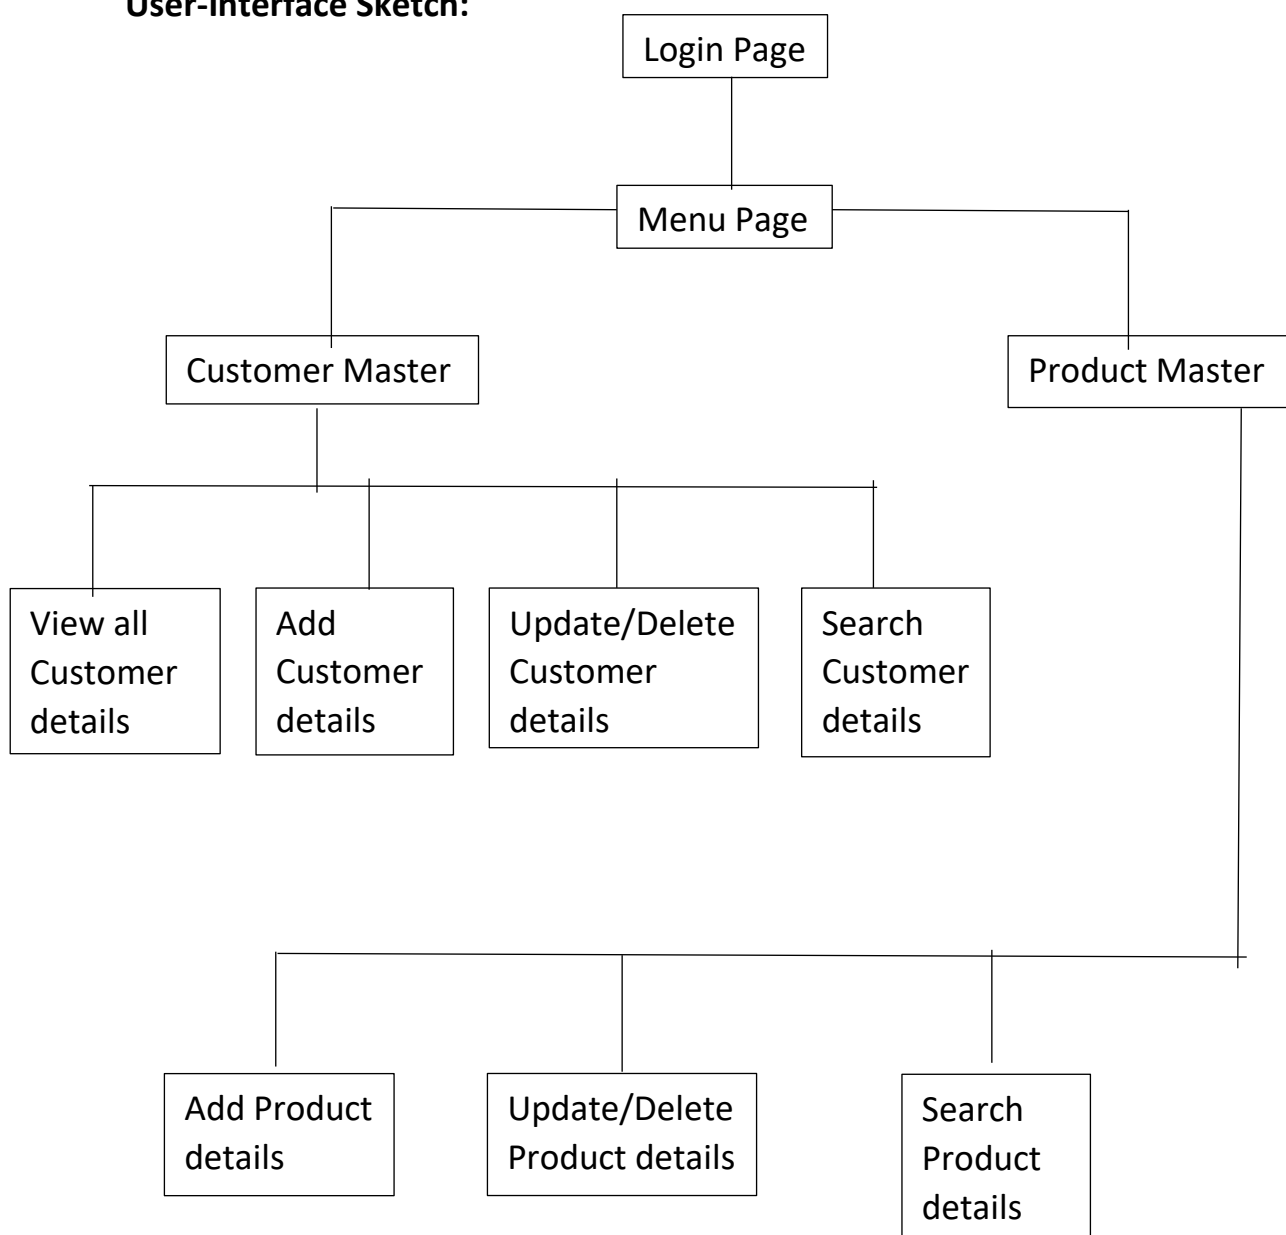 User-Interface Sketch:
Login Page
Menu Page
Customer Master
Product Master
View all
Customer
details
Add
Customer
details
Update/Delete
Customer
details
Search
Customer
details
Add Product
details
Update/Delete
Product details
Search
Product
details